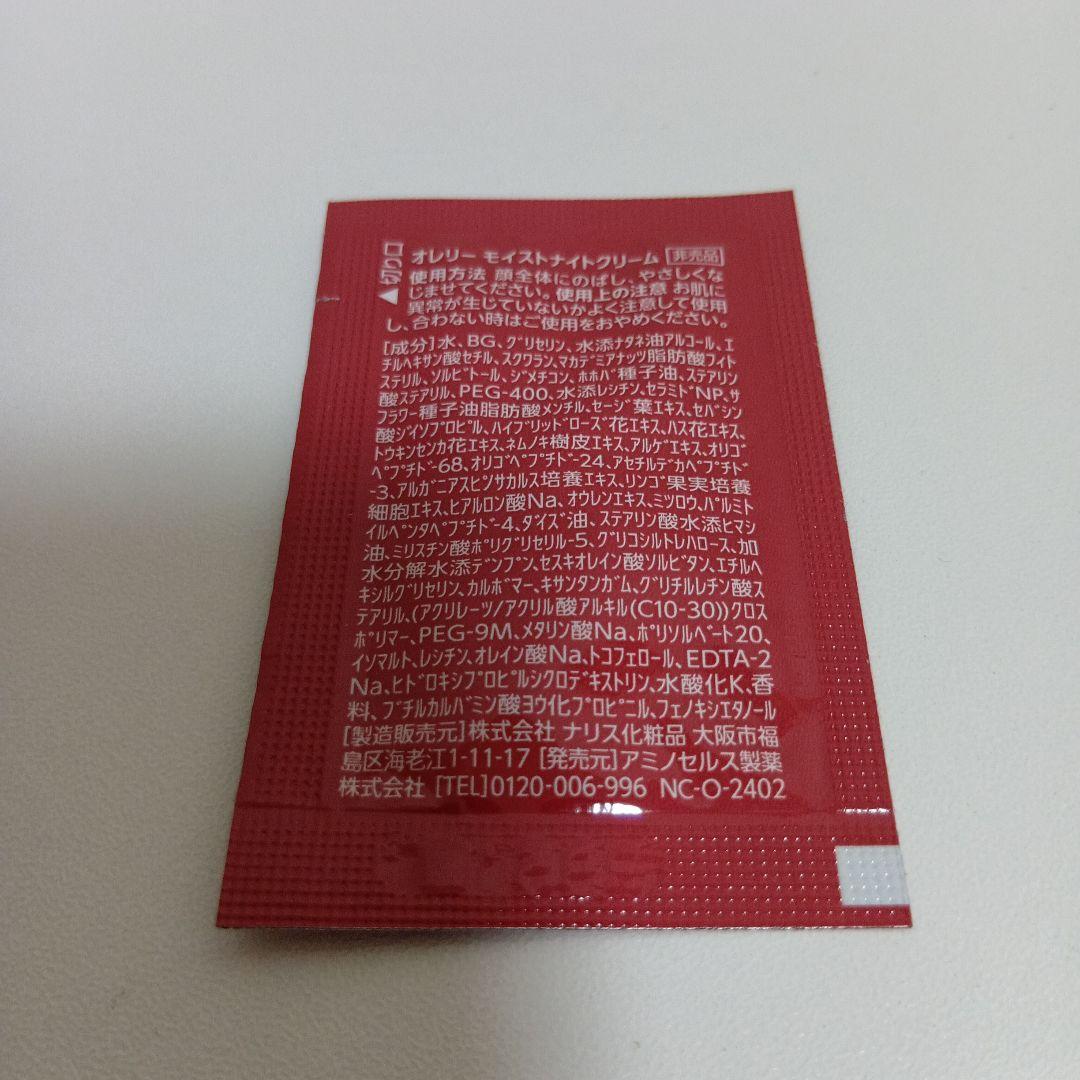 切り口
オレリー モイストナイトクリーム 非売品
使用方法 顔全体にのばし、やさしくな
じませてください。使用上の注意 お肌に
異常が生じていないかよく注意して使用
し、合わない時はご使用をおやめください。
[成分]水、BG、グリセリン、水添ナタネ油アルコール、エ
チルヘキサン酸セチル、スクワラン、マカデミアナッツ脂肪酸フィト
ステリル、ソルビトール、ジメチコン、ホホバ種子油、ステアリン
酸ステアリル、PEG-400、水添レシチン、セラミドNP、サ
フラワー種子油脂肪酸メンチル、セージ葉エキス、セバシン
酸ジイソプロピル、ハイブリッドローズ花エキス、ハス花エキス、
トウキンセンカ花エキス、ネムノキ樹皮エキス、アルゲエキス、オリゴ
ペプチド-68、オリゴペプチド-24、アセチルデカペプチド
-3、アルガニアスピノサカルス培養エキス、リンゴ果実培養
細胞エキス、ヒアルロン酸Na、オウレンエキス、ミツロウ、パルミト
イルペンタペプチド-4、ダイズ油、ステアリン酸水添ヒマシ
油、ミリスチン酸ポリグリセリル-5、グリコシルトレハロース、加
水分解水添デンプン、セスキオレイン酸ソルビタン、エチルヘ
キシルグリセリン、カルボマー、キサンタンガム、グリチルレチン酸ス
テアリル、(アクリレーツ/アクリル酸アルキル(C10-30))クロス
ポリマー、PEG-9M、メタリン酸Na、ポリソルベート20、
イソマルト、レシチン、オレイン酸Na、トコフェロール、EDTA-2
Na、ヒドロキシプロピルシクロデキストリン、水酸化K、香
料、ブチルカルバミン酸ヨウ化プロピニル、フェノキシエタノール
[製造販売元]株式会社 ナリス化粧品 大阪市福
島区海老江1-11-17 [発売元]アミノセルス製薬
株式会社 [TEL]0120-006-996 NC-O-2402